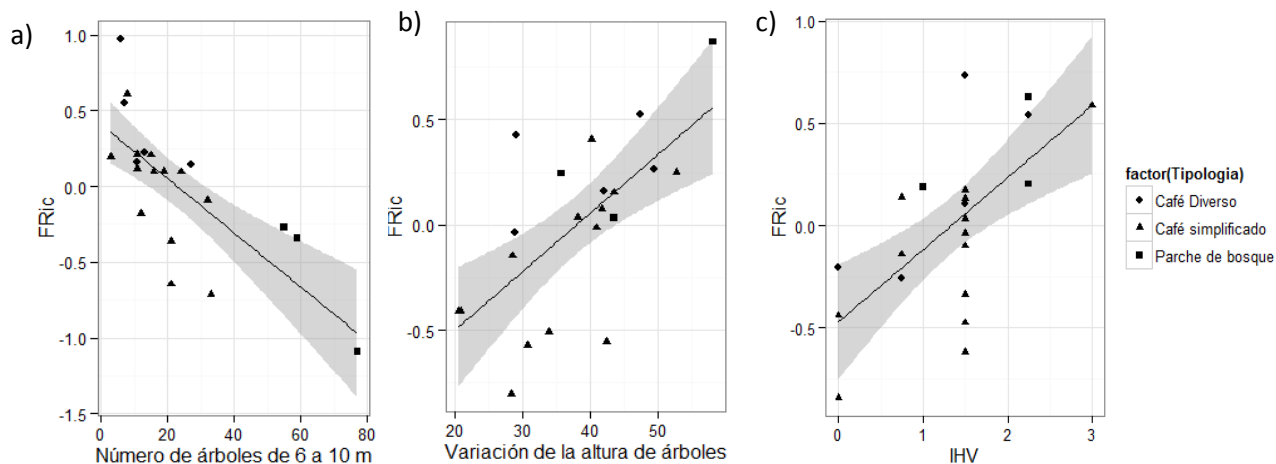 a)
FRic
1.0
0.5
0.0
-0.5
-1.0
-1.5
0 20 40 60 80
Número de árboles de 6 a 10 m
b)
FRic
0.5
0.0
-0.5
20 30 40 50
Variación de la altura de árboles
c)
FRic
1.0
0.5
0.0
-0.5
0 1 2 3
IHV
factor(Tipologia)
Café Diverso
Café simplificado
Parche de bosque